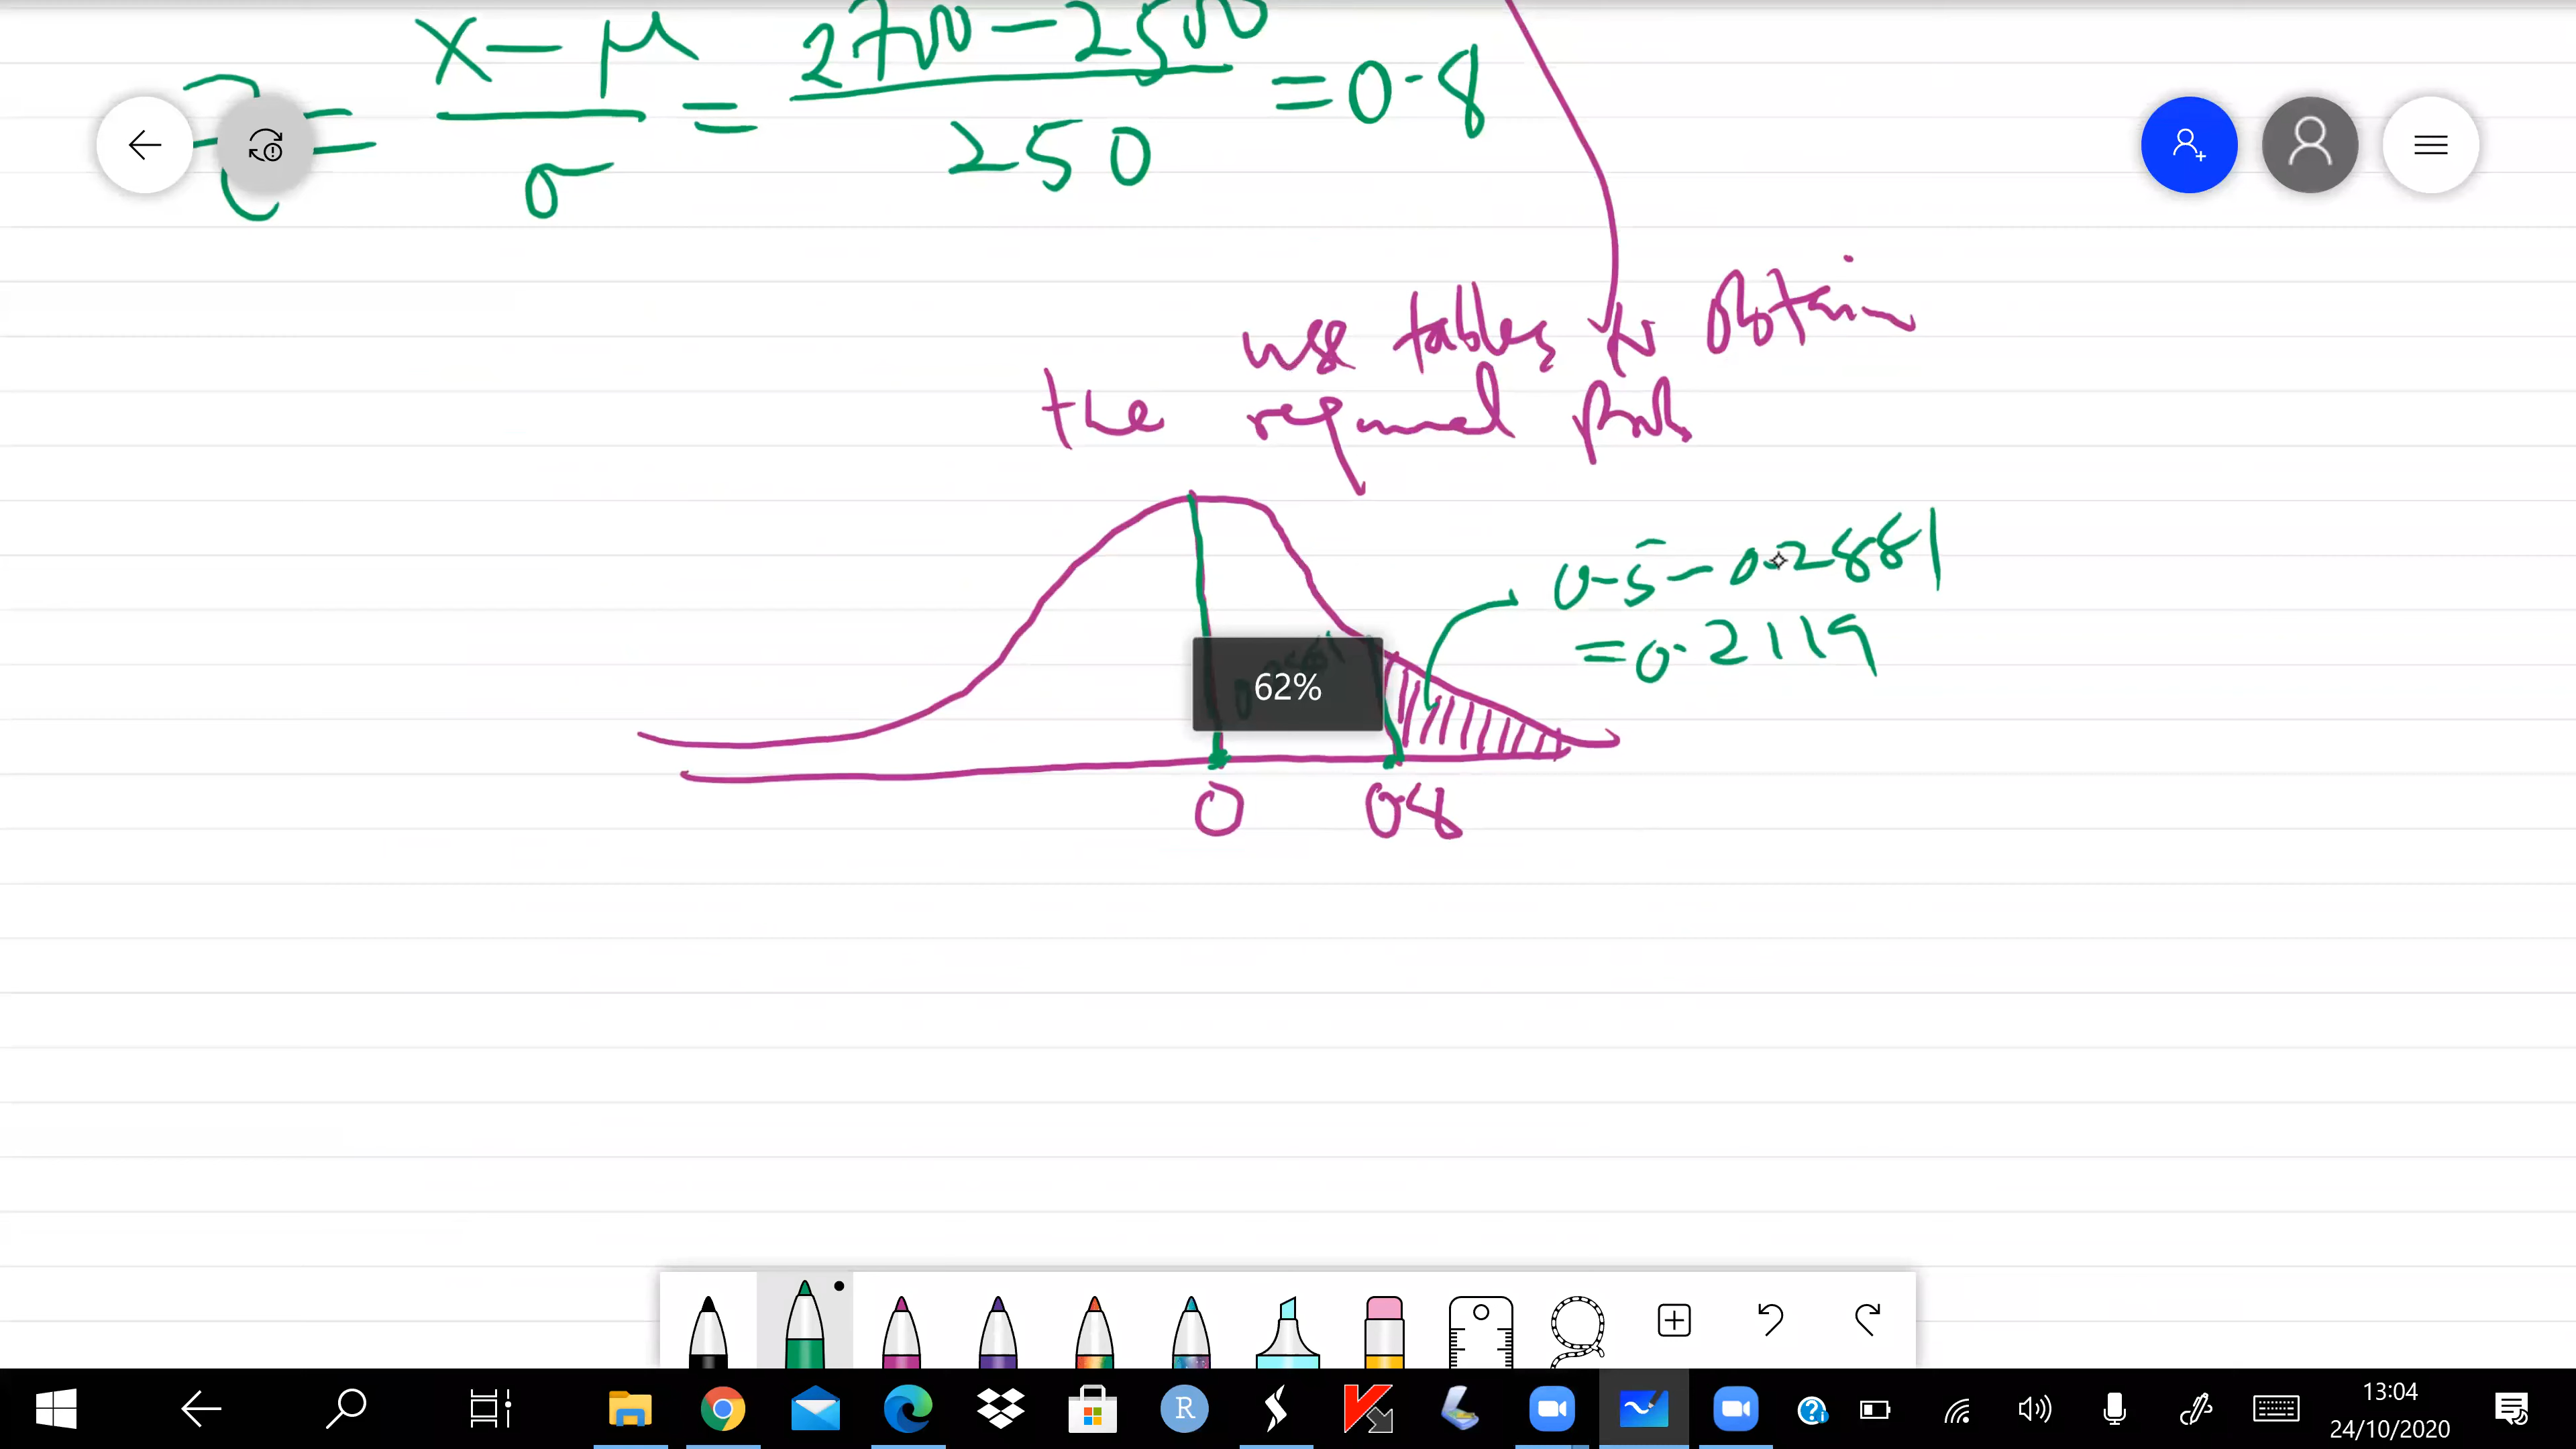 Z = X - μ / σ = 2700 - 2500 / 250 = 0.8
use tables to obtain
the required prob
0.5 - 0.2881
= 0.2119
62%
0 0.8
R
13:04
24/10/2020